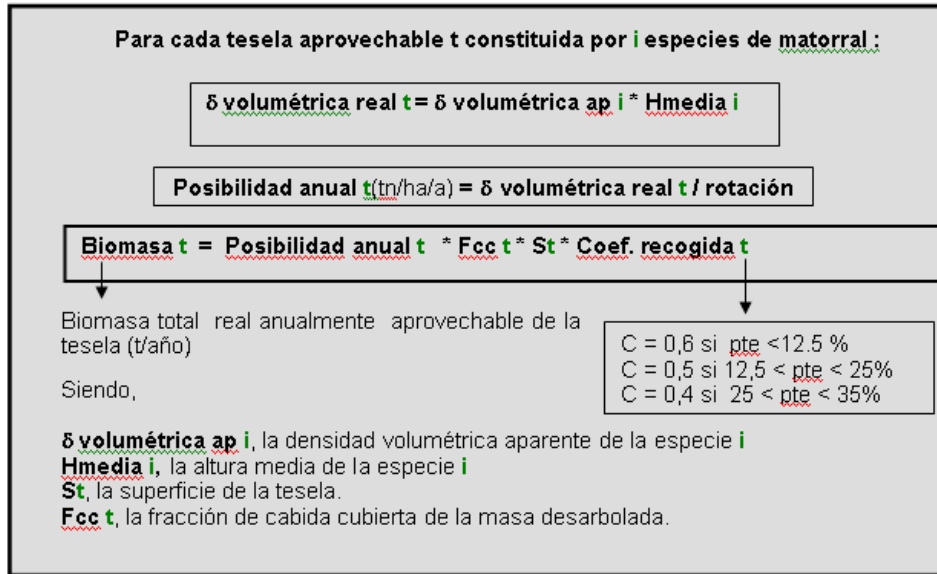 Para cada tesela aprovechable t constituida por i especies de matorral :
δ volumétrica real t = δ volumétrica ap i * Hmedia i
Posibilidad anual t(tn/ha/a) = δ volumétrica real t / rotación
Biomasa t = Posibilidad anual t * Fcc t * St * Coef. recogida t
Biomasa total real anualmente aprovechable de la
tesela (t/año)
Siendo,
C = 0,6 si pte <12.5 %
C = 0,5 si 12,5 < pte < 25%
C = 0,4 si 25 < pte < 35%
δ volumétrica ap i, la densidad volumétrica aparente de la especie i
Hmedia i, la altura media de la especie i
St, la superficie de la tesela.
Fcc t, la fracción de cabida cubierta de la masa desarbolada.